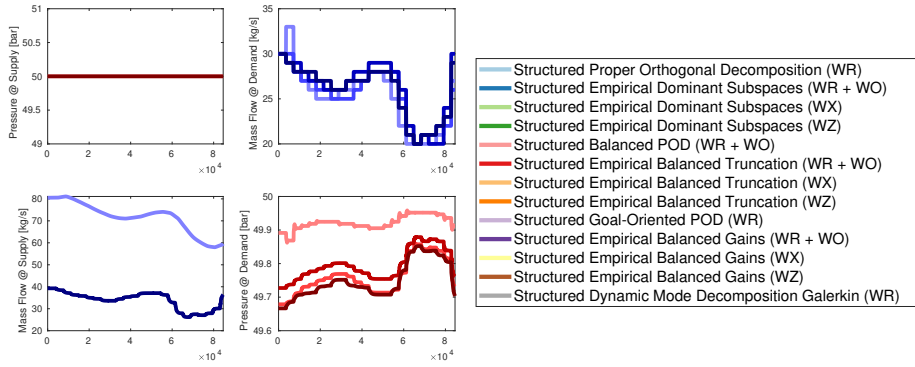 Pressure @ Supply [bar]
51
50.5
50
49.5
49
0 2 4 6 8
×10⁴
Mass Flow @ Demand [kg/s]
35
30
25
20
0 2 4 6 8
×10⁴
Mass Flow @ Supply [kg/s]
80
70
60
50
40
30
20
0 2 4 6 8
×10⁴
Pressure @ Demand [bar]
50
49.9
49.8
49.7
49.6
0 2 4 6 8
×10⁴
Structured Proper Orthogonal Decomposition (WR)
Structured Empirical Dominant Subspaces (WR + WO)
Structured Empirical Dominant Subspaces (WX)
Structured Empirical Dominant Subspaces (WZ)
Structured Balanced POD (WR + WO)
Structured Empirical Balanced Truncation (WR + WO)
Structured Empirical Balanced Truncation (WX)
Structured Empirical Balanced Truncation (WZ)
Structured Goal-Oriented POD (WR)
Structured Empirical Balanced Gains (WR + WO)
Structured Empirical Balanced Gains (WX)
Structured Empirical Balanced Gains (WZ)
Structured Dynamic Mode Decomposition Galerkin (WR)